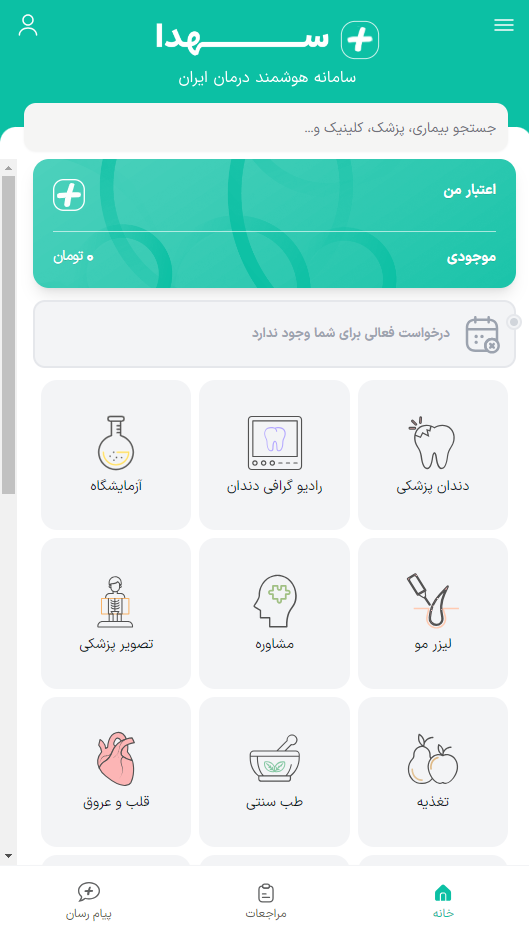 سـهدا
سامانه هوشمند درمان ایران
جستجو بیماری، پزشک، کلینیک و...
اعتبار من
موجودی
۰ تومان
درخواست فعالی برای شما وجود ندارد
دندان پزشکی
رادیو گرافی دندان
آزمایشگاه
لیزر مو
مشاوره
تصویر پزشکی
تغذیه
طب سنتی
قلب و عروق
خانه
مراجعات
پیام رسان